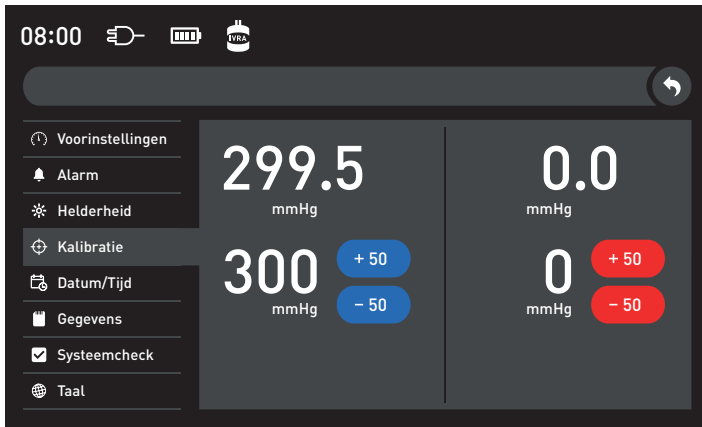 08:00
IVRA
Voorinstellingen
Alarm
Helderheid
Kalibratie
Datum/Tijd
Gegevens
Systeemcheck
Taal
299.5
mmHg
300
mmHg
+ 50
− 50
0.0
mmHg
0
mmHg
+ 50
− 50